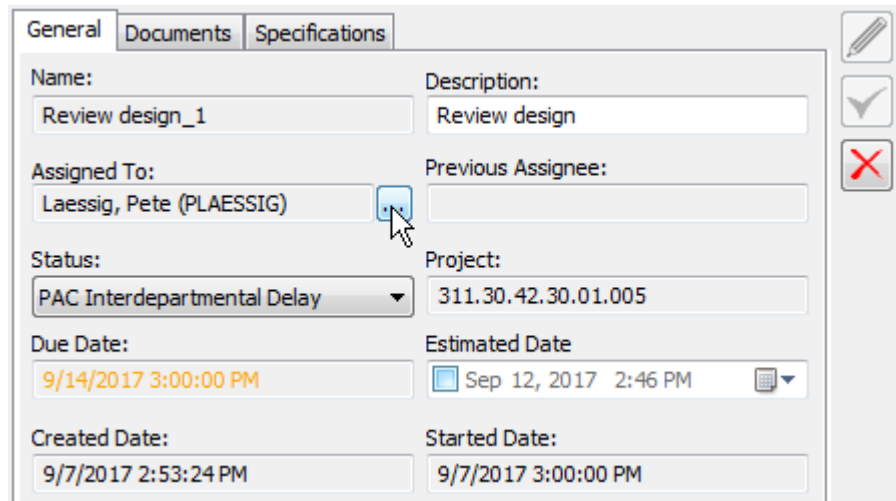 General Documents Specifications
Name: Description:
Review design_1 Review design
Assigned To: Previous Assignee:
Laessig, Pete (PLAESSIG) ...
Status: Project:
PAC Interdepartmental Delay 311.30.42.30.01.005
Due Date: Estimated Date
9/14/2017 3:00:00 PM Sep 12, 2017 2:46 PM
Created Date: Started Date:
9/7/2017 2:53:24 PM 9/7/2017 3:00:00 PM